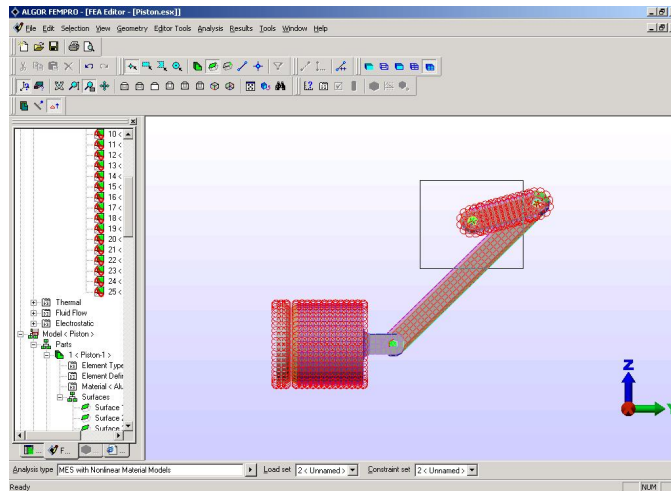 ALGOR FEMPRO - [FEA Editor - [Piston.esx]]
File Edit Selection View Geometry Editor Tools Analysis Results Tools Window Help
10 <
11 <
12 <
13 <
14 <
15 <
16 <
17 <
18 <
19 <
20 <
21 <
22 <
23 <
24 <
25 <
Thermal
Fluid Flow
Electrostatic
Model < Piston >
Parts
1 < Piston-1 >
Element Type
Element Defir
Material < Alu
Surfaces
Surface
Surface
Surface
F...
Z
Y
Analysis type MES with Nonlinear Material Models Load set 2 < Unnamed > Constraint set 2 < Unnamed >
Ready NUM